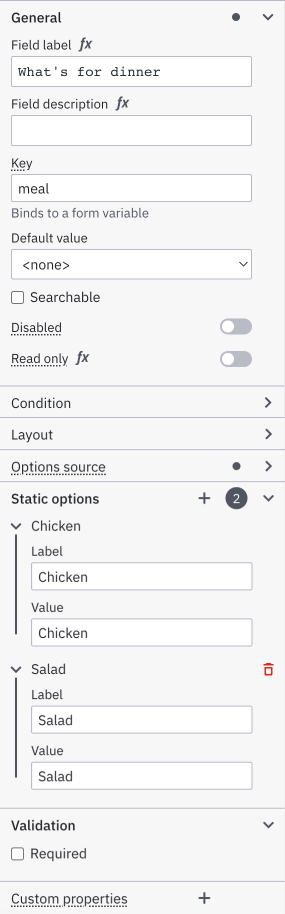 General
Field label fx
What's for dinner
Field description fx
Key
meal
Binds to a form variable
Default value
<none>
Searchable
Disabled
Read only fx
Condition
Layout
Options source
Static options + 2
Chicken
Label
Chicken
Value
Chicken
Salad
Label
Salad
Value
Salad
Validation
Required
Custom properties +